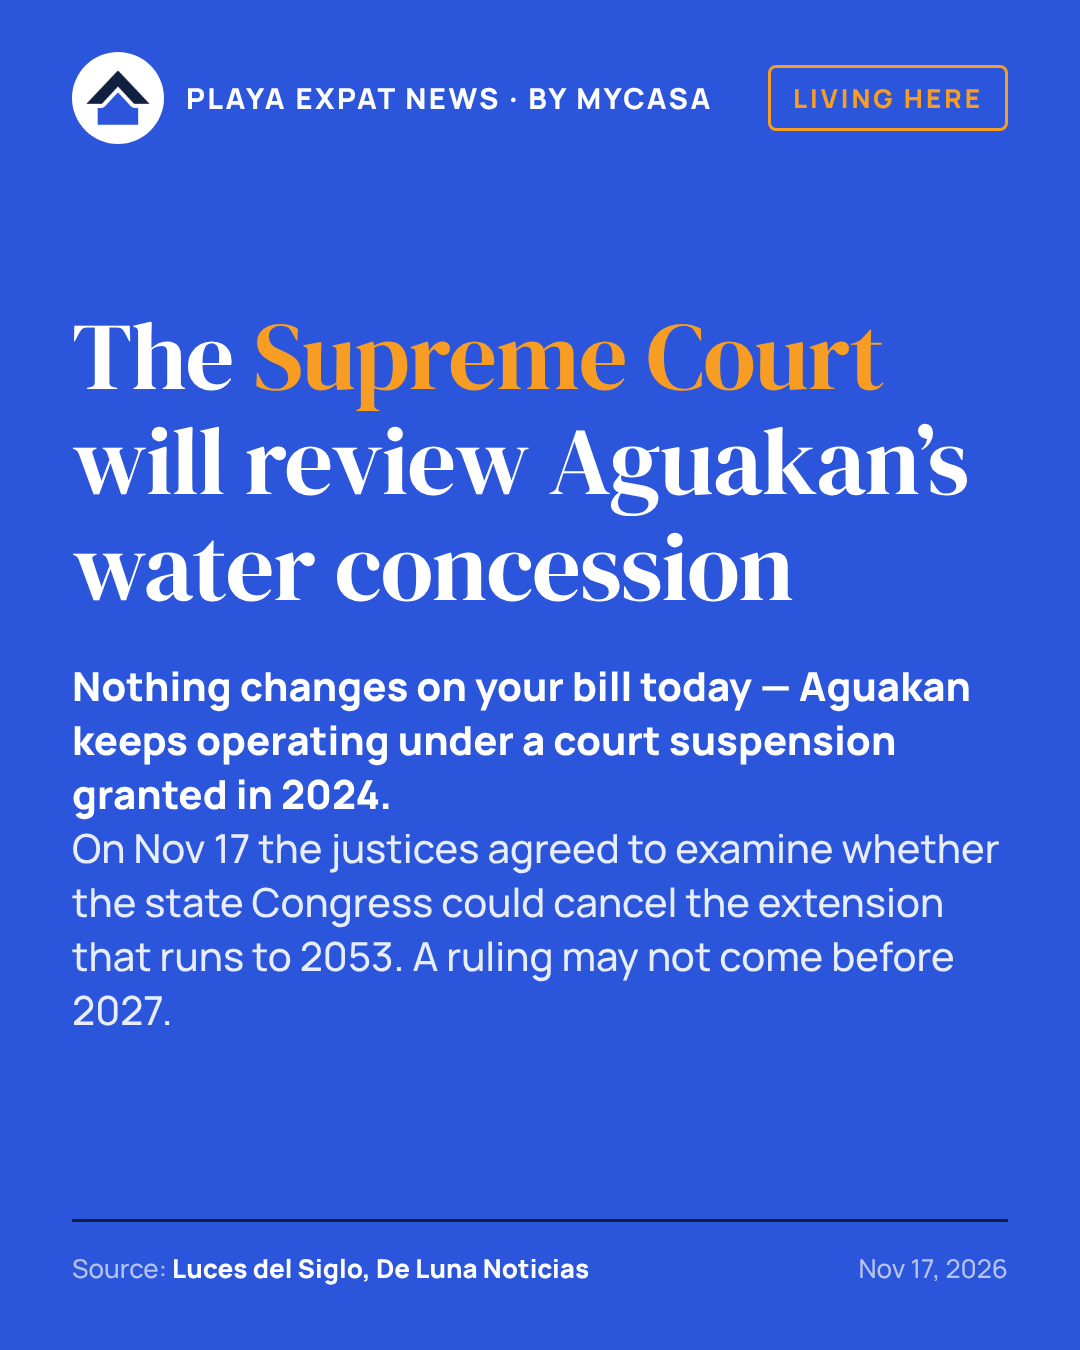 PLAYA EXPAT NEWS · BY MYCASA
LIVING HERE
The Supreme Court
will review Aguakan’s
water concession
Nothing changes on your bill today — Aguakan
keeps operating under a court suspension
granted in 2024.
On Nov 17 the justices agreed to examine whether
the state Congress could cancel the extension
that runs to 2053. A ruling may not come before
2027.
Source: Luces del Siglo, De Luna Noticias
Nov 17, 2026